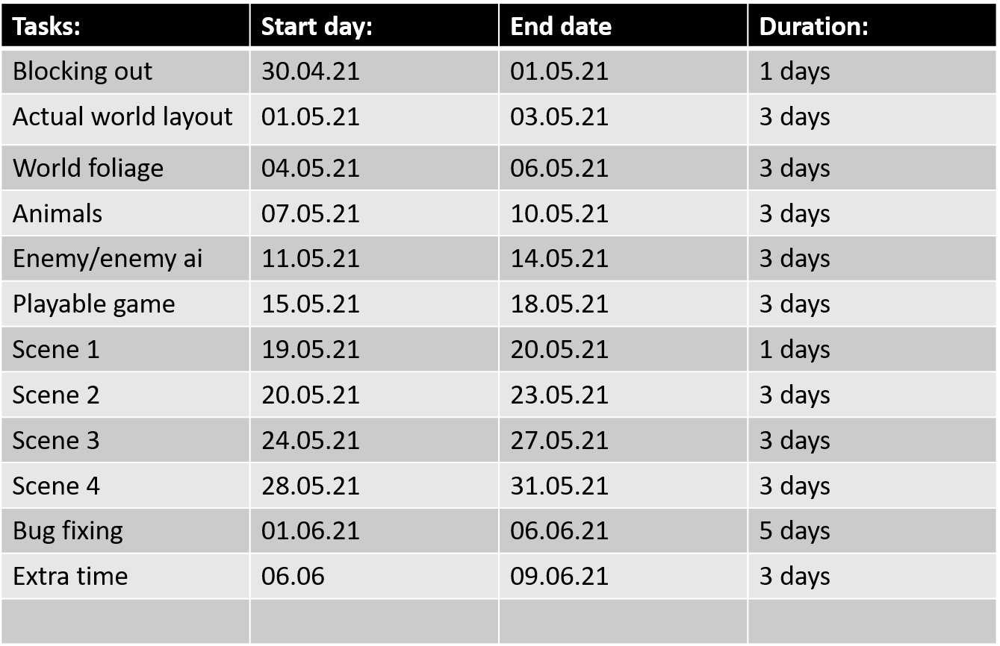 Tasks: Start day: End date Duration:
Blocking out 30.04.21 01.05.21 1 days
Actual world layout 01.05.21 03.05.21 3 days
World foliage 04.05.21 06.05.21 3 days
Animals 07.05.21 10.05.21 3 days
Enemy/enemy ai 11.05.21 14.05.21 3 days
Playable game 15.05.21 18.05.21 3 days
Scene 1 19.05.21 20.05.21 1 days
Scene 2 20.05.21 23.05.21 3 days
Scene 3 24.05.21 27.05.21 3 days
Scene 4 28.05.21 31.05.21 3 days
Bug fixing 01.06.21 06.06.21 5 days
Extra time 06.06 09.06.21 3 days